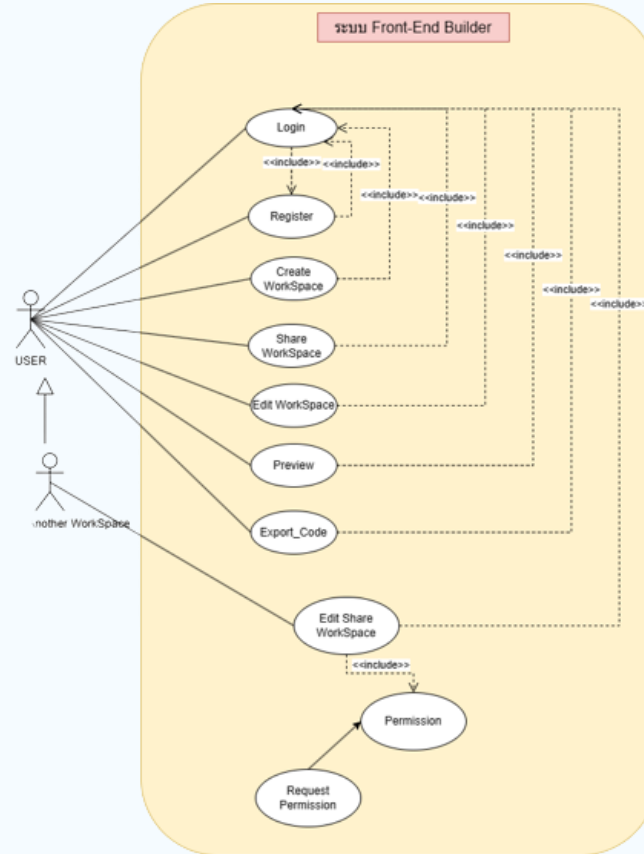 ระบบ Front-End Builder
Login
<<include>>
<<include>>
Register
<<include>>
<<include>>
<<include>>
<<include>>
<<include>>
<<include>>
Create
WorkSpace
USER
Share
WorkSpace
Edit WorkSpace
Preview
nother WorkSpace
Export_Code
Edit Share
WorkSpace
<<include>>
Permission
Request
Permission